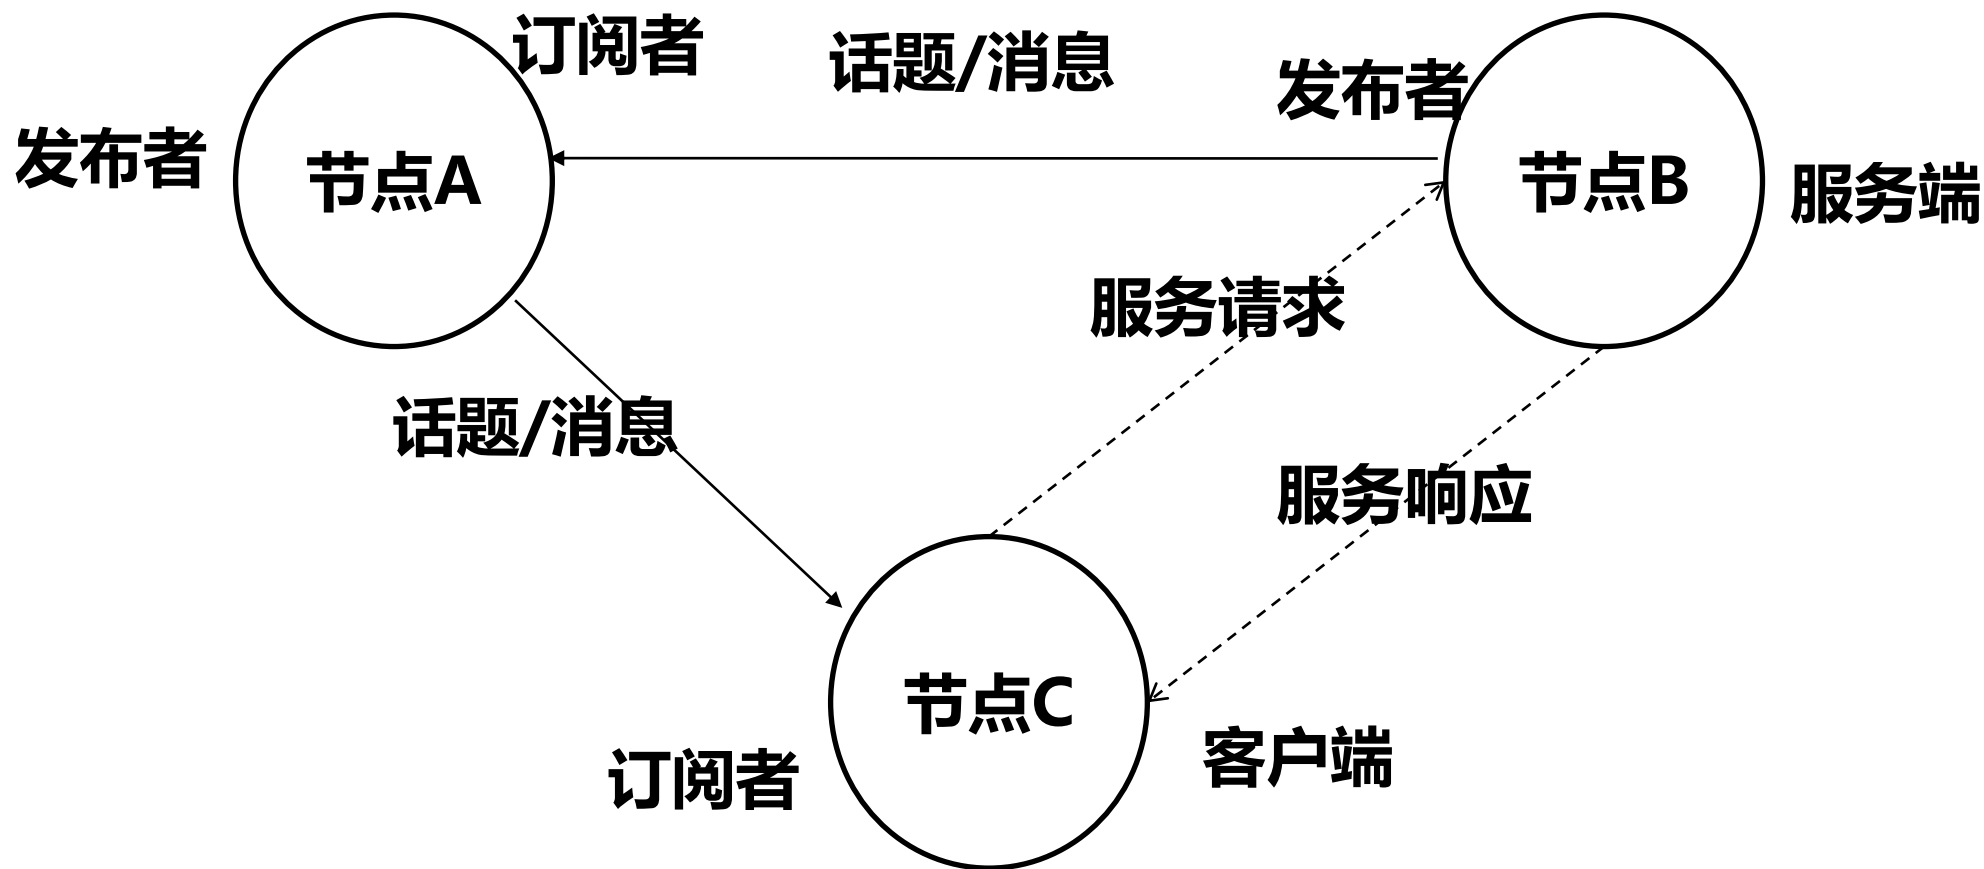 订阅者
话题/消息
发布者
发布者
节点A
节点B
服务端
服务请求
话题/消息
服务响应
节点C
订阅者
客户端